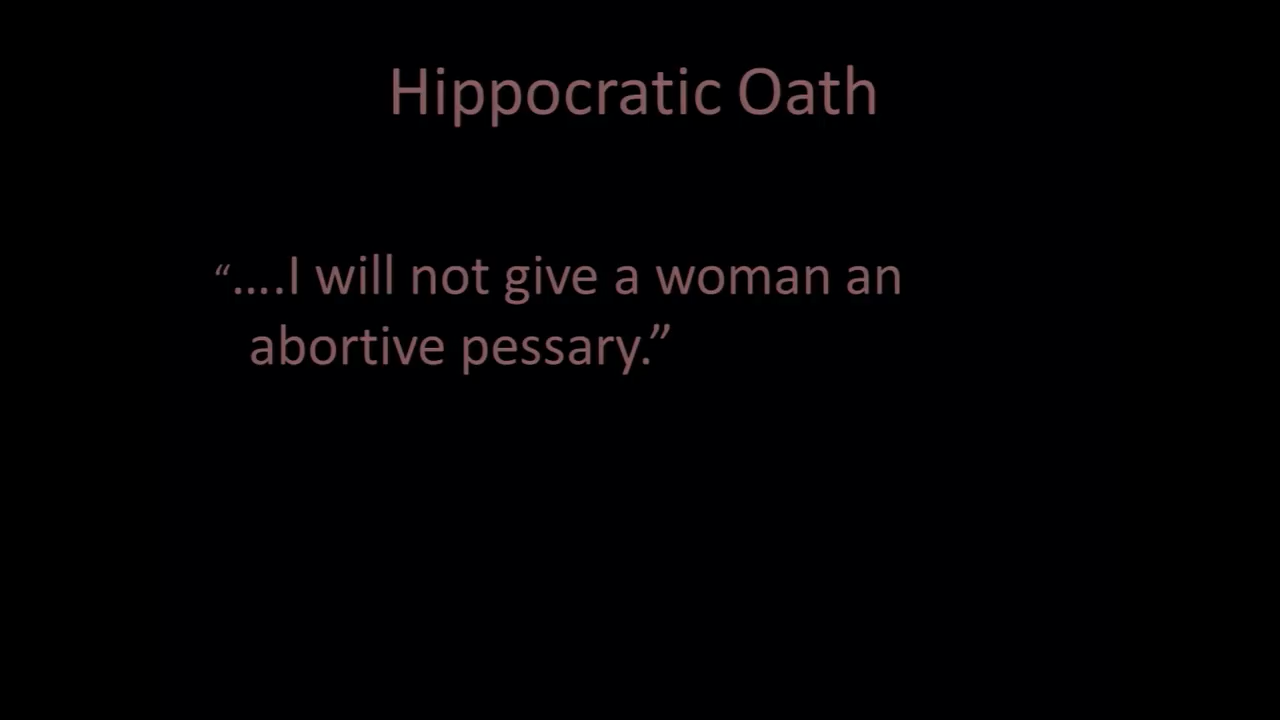 Hippocratic Oath
“….I will not give a woman an
abortive pessary.”